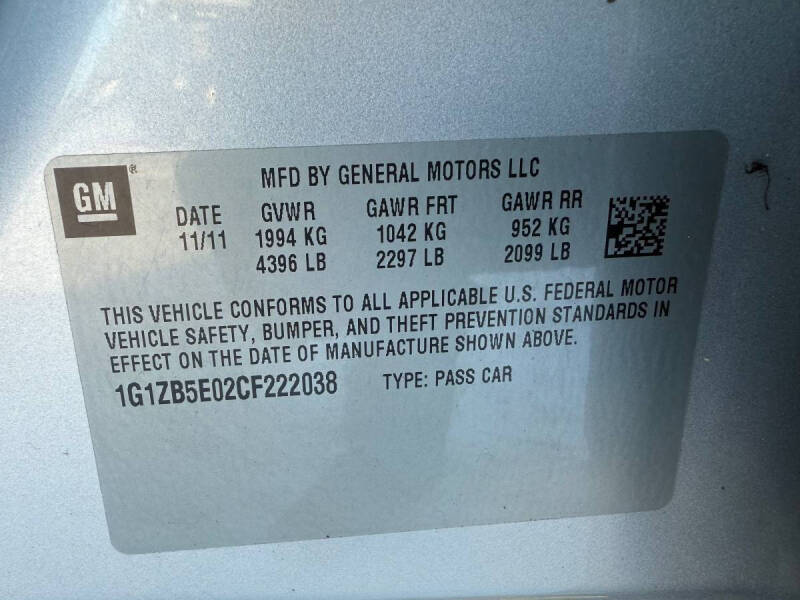 GM®
MFD BY GENERAL MOTORS LLC
DATE GVWR GAWR FRT GAWR RR
11/11 1994 KG 1042 KG 952 KG
4396 LB 2297 LB 2099 LB
THIS VEHICLE CONFORMS TO ALL APPLICABLE U.S. FEDERAL MOTOR
VEHICLE SAFETY, BUMPER, AND THEFT PREVENTION STANDARDS IN
EFFECT ON THE DATE OF MANUFACTURE SHOWN ABOVE.
1G1ZB5E02CF222038 TYPE: PASS CAR